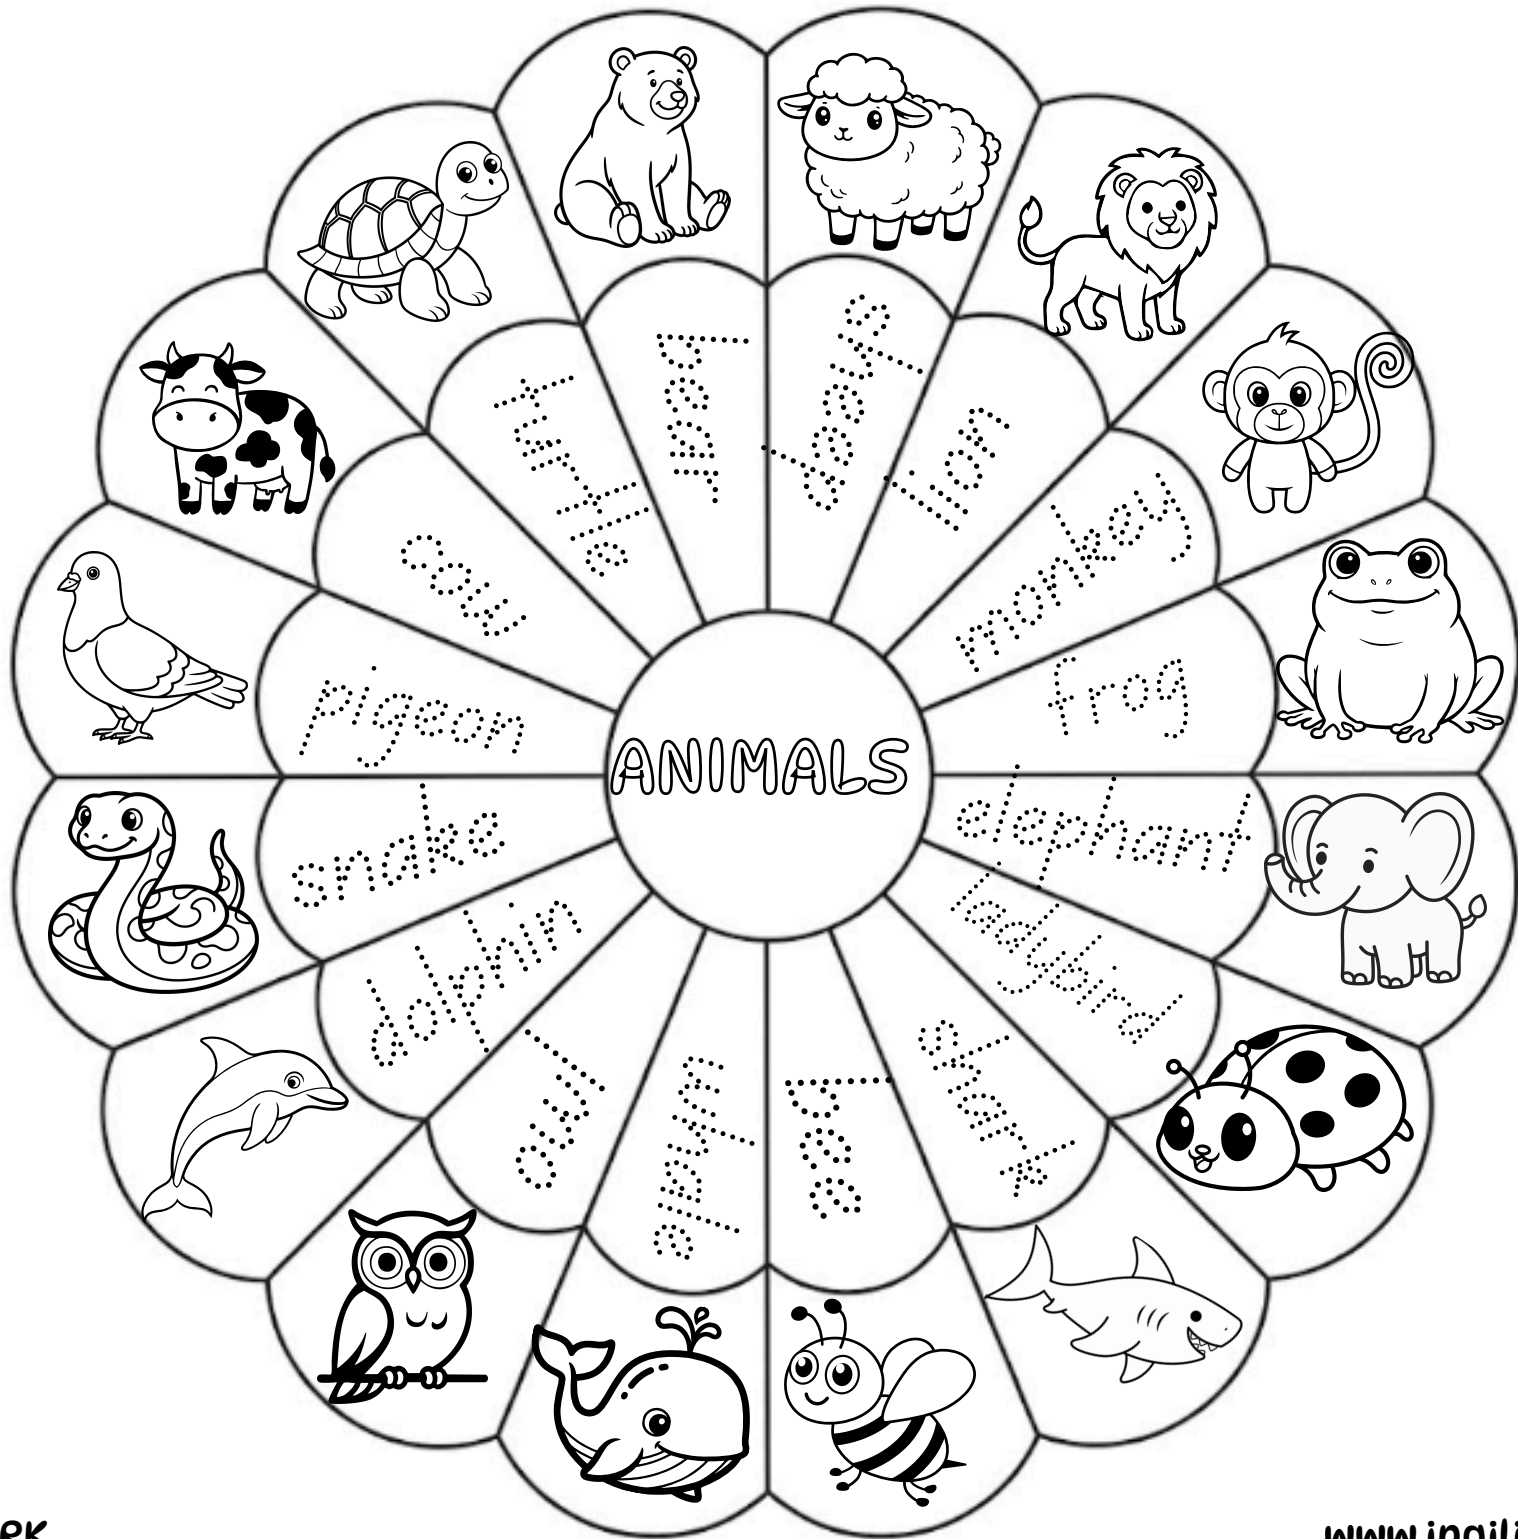 bear
sheep
lion
monkey
frog
elephant
ladybird
shark
bee
whale
owl
dolphin
snake
pigeon
cow
turtle
ANIMALS